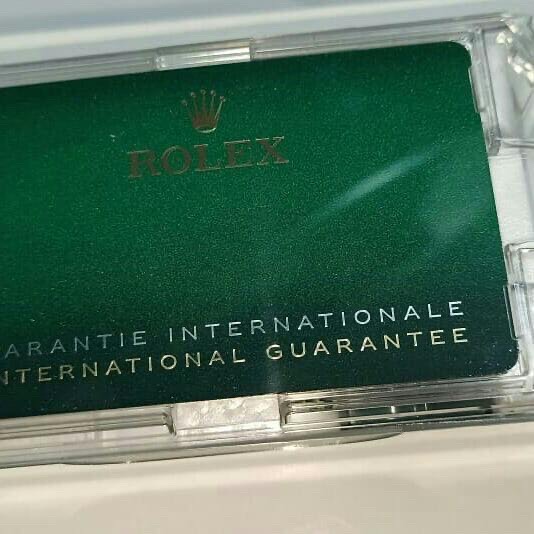 ROLEX
ARANTIE INTERNATIONALE
NTERNATIONAL GUARANTEE